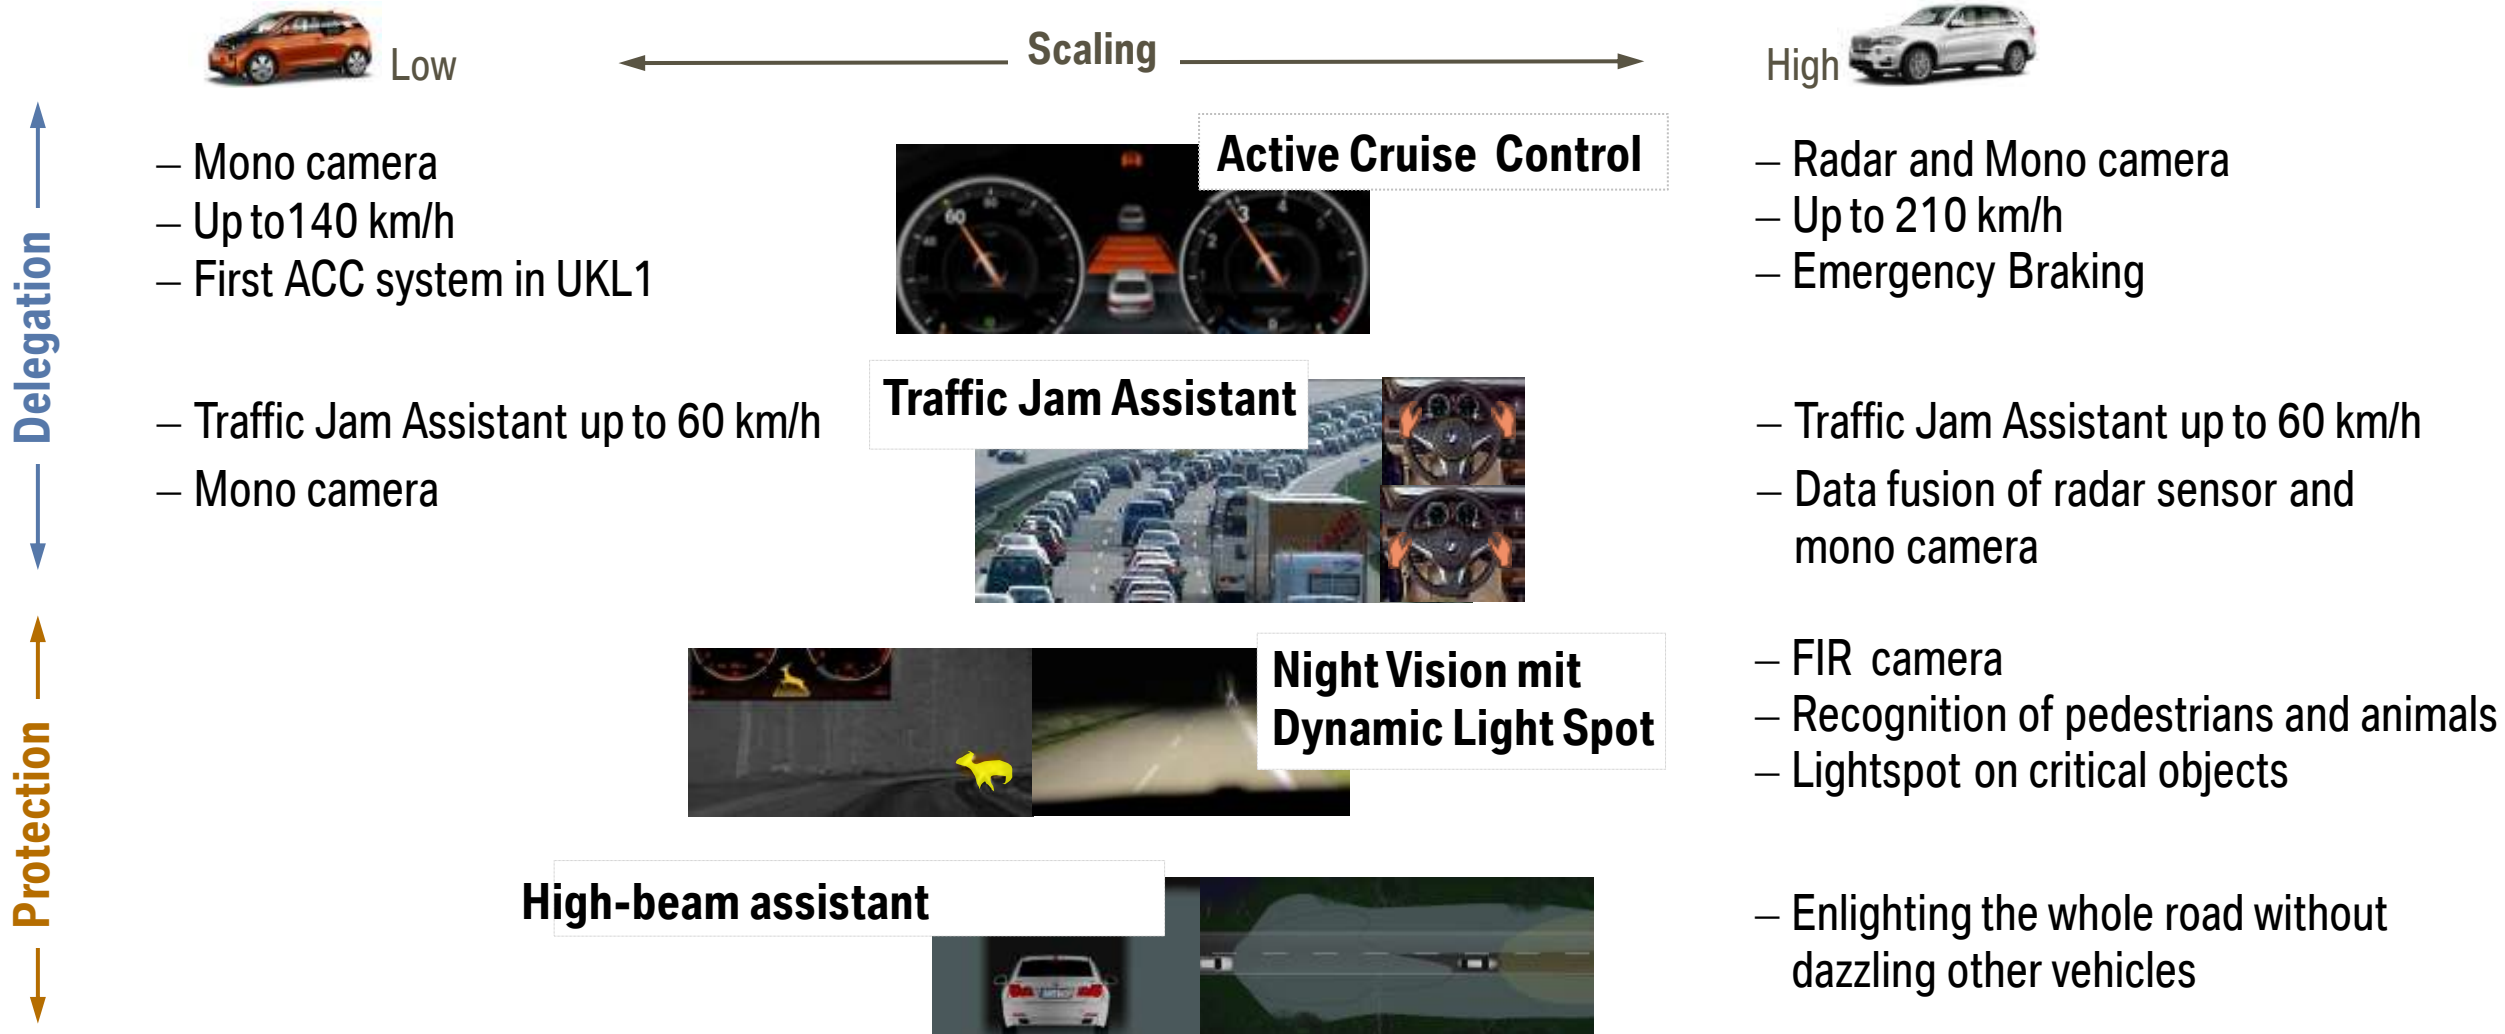 Low
Scaling
High
Delegation
– Mono camera
– Up to140 km/h
– First ACC system in UKL1
Active Cruise Control
– Radar and Mono camera
– Up to 210 km/h
– Emergency Braking
– Traffic Jam Assistant up to 60 km/h
– Mono camera
Traffic Jam Assistant
– Traffic Jam Assistant up to 60 km/h
– Data fusion of radar sensor and
mono camera
Protection
Night Vision mit
Dynamic Light Spot
– FIR camera
– Recognition of pedestrians and animals
– Lightspot on critical objects
High-beam assistant
– Enlighting the whole road without
dazzling other vehicles